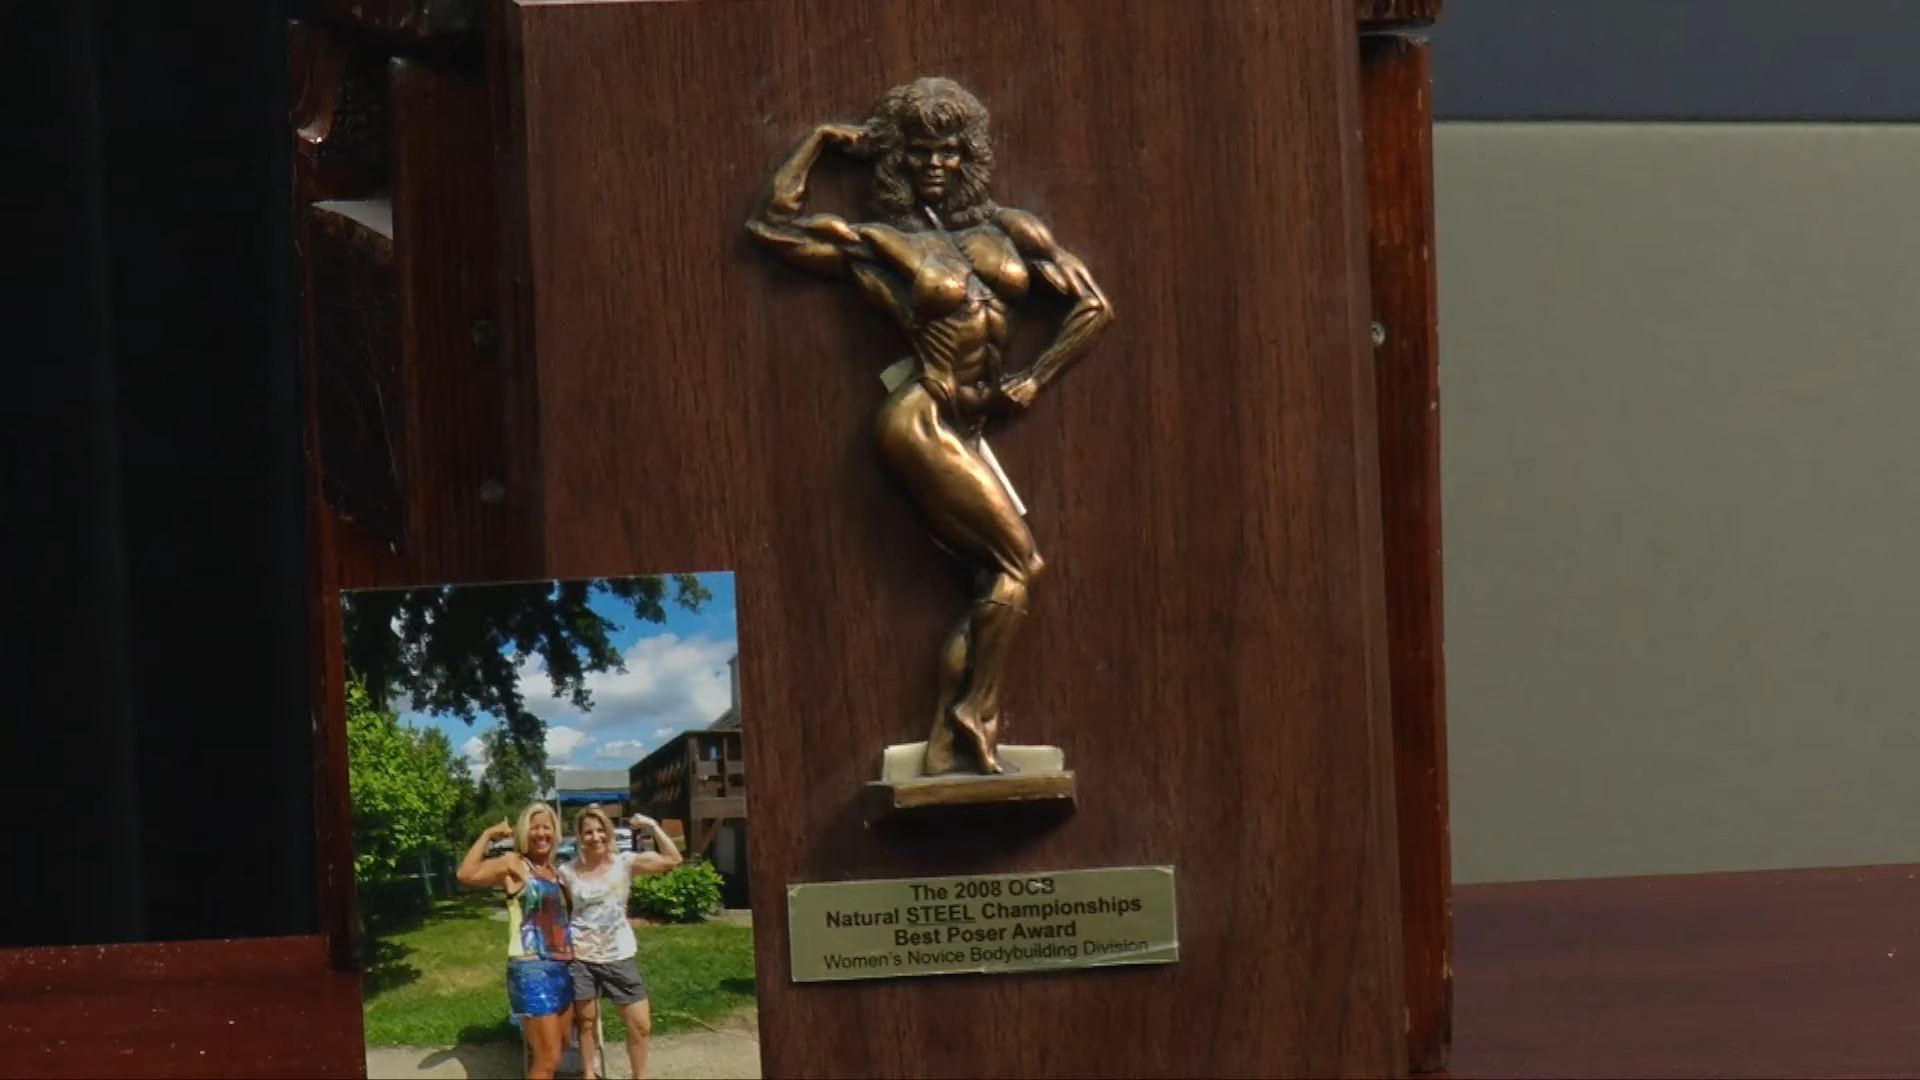 The 2008 OCB
Natural STEEL Championships
Best Poser Award
Women's Novice Bodybuilding Division